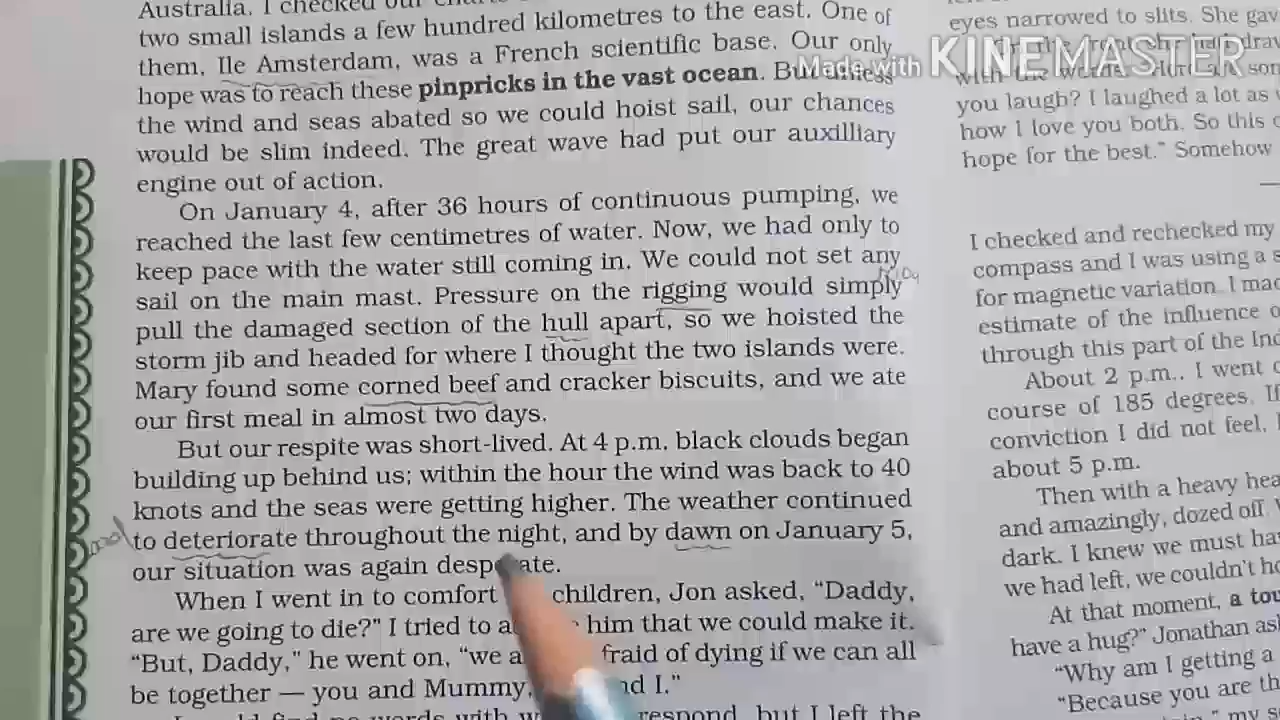 Australia. I checked our charts
two small islands a few hundred kilometres to the east. One of
them, Ile Amsterdam, was a French scientific base. Our only
hope was to reach these pinpricks in the vast ocean. But unless
the wind and seas abated so we could hoist sail, our chances
would be slim indeed. The great wave had put our auxilliary
engine out of action.
On January 4, after 36 hours of continuous pumping, we
reached the last few centimetres of water. Now, we had only to
keep pace with the water still coming in. We could not set any
sail on the main mast. Pressure on the rigging would simply
pull the damaged section of the hull apart, so we hoisted the
storm jib and headed for where I thought the two islands were.
Mary found some corned beef and cracker biscuits, and we ate
our first meal in almost two days.
But our respite was short-lived. At 4 p.m. black clouds began
building up behind us; within the hour the wind was back to 40
knots and the seas were getting higher. The weather continued
to deteriorate throughout the night, and by dawn on January 5,
our situation was again desperate.
When I went in to comfort children, Jon asked, “Daddy,
are we going to die?” I tried to him that we could make it.
“But, Daddy,” he went on, “we afraid of dying if we can all
be together — you and Mummy, and I.”
respond, but I left the
eyes narrowed to slits. She gav
Made with KINEMASTER
you laugh? I laughed a lot as
how I love you both. So this
hope for the best.” Somehow
I checked and rechecked my
compass and I was using a s
for magnetic variation. I mad
estimate of the influence o
through this part of the Ind
About 2 p.m., I went
course of 185 degrees. If
conviction I did not feel,
about 5 p.m.
Then with a heavy hea
and amazingly, dozed off.
dark. I knew we must ha
we had left, we couldn't ho
At that moment, a tou
have a hug?” Jonathan as
“Why am I getting a
“Because you are th